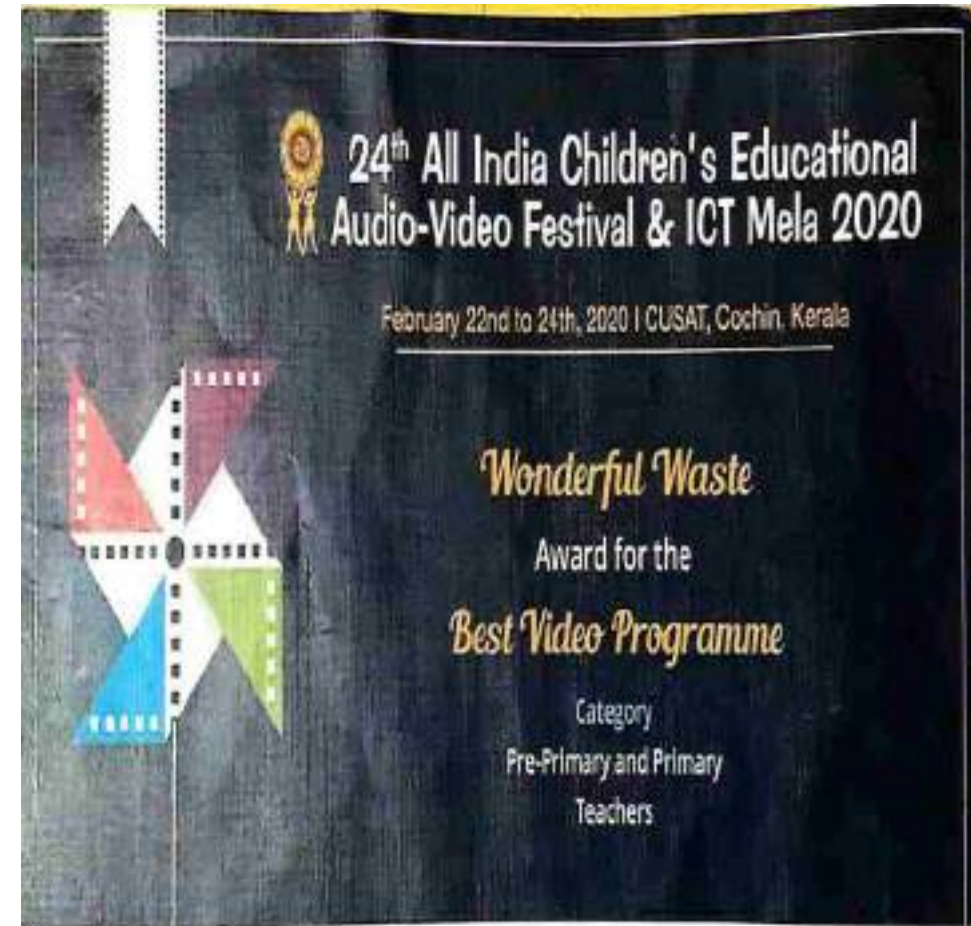 24th All India Children's Educational
Audio-Video Festival & ICT Mela 2020
February 22nd to 24th, 2020 | CUSAT, Cochin, Kerala
Wonderful Waste
Award for the
Best Video Programme
Category
Pre-Primary and Primary
Teachers